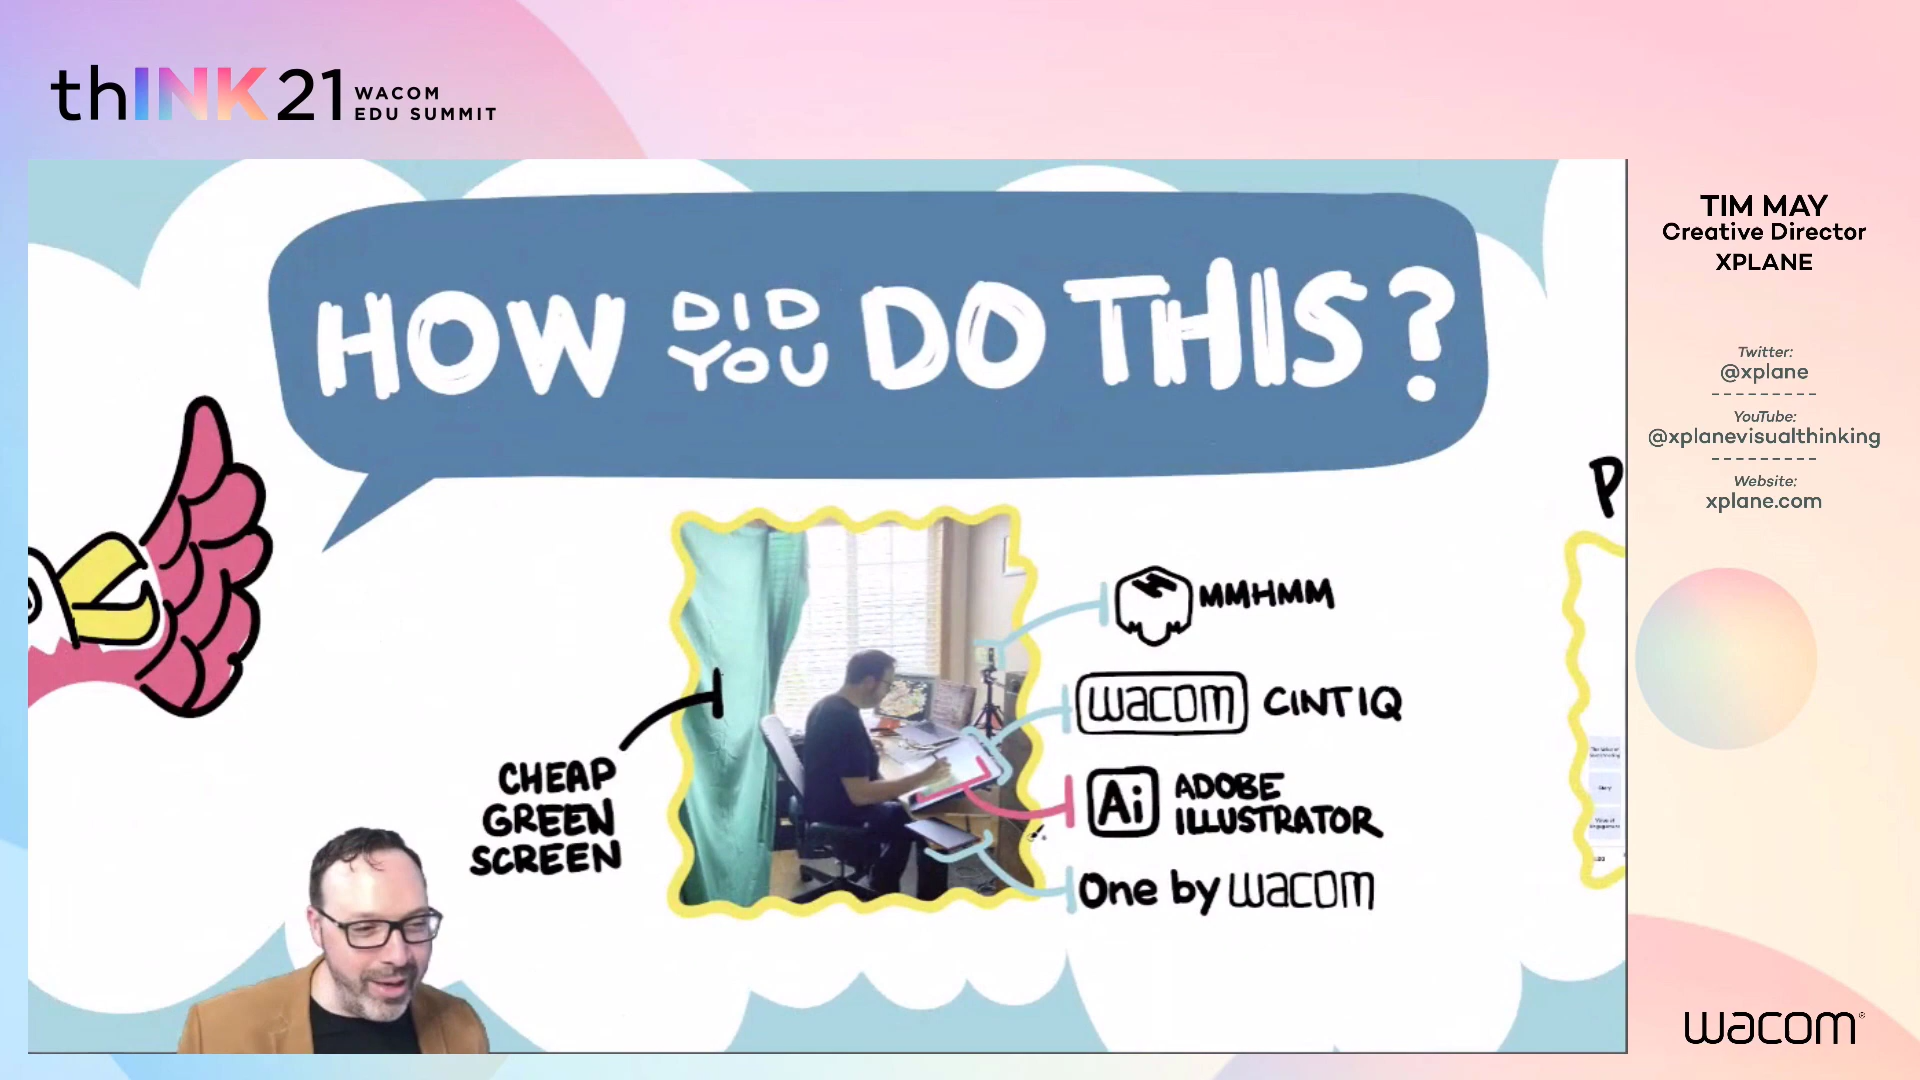 thINK21 WACOM
EDU SUMMIT
TIM MAY
Creative Director
XPLANE
Twitter:
@xplane
YouTube:
@xplanevisualthinking
Website:
xplane.com
HOW DID YOU DO THIS?
P
MMHMM
wacom CINTIQ
CHEAP
GREEN
SCREEN
Ai ADOBE
ILLUSTRATOR
One by wacom
wacom®